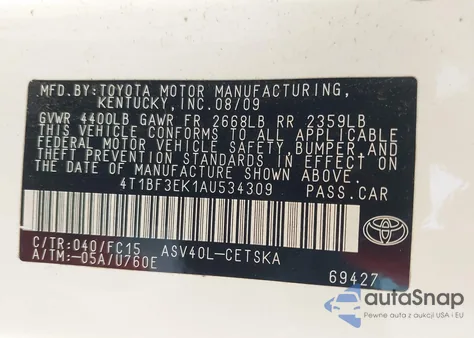 MFD.BY:TOYOTA MOTOR MANUFACTURING,
KENTUCKY,INC.08/09
GVWR 4400LB GAWR FR 2668LB RR 2359LB
THIS VEHICLE CONFORMS TO ALL APPLICABLE
FEDERAL MOTOR VEHICLE SAFETY, BUMPER, AND
THEFT PREVENTION STANDARDS IN EFFECT ON
THE DATE OF MANUFACTURE SHOWN ABOVE.
4T1BF3EK1AU534309 PASS.CAR
C/TR:040/FC15 ASV40L-CETSKA
A/TM:-05A/U760E
TOYOTA
69427
autaSnap
Pewne auta z aukcji USA i EU